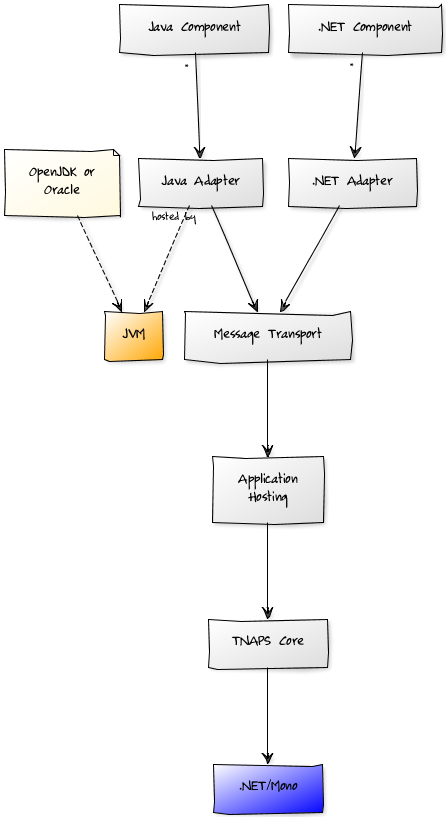 Java Component
.NET Component
*
*
OpenJDK or
Oracle
Java Adapter
.NET Adapter
hosted by
JVM
Message Transport
Application
Hosting
TNAPS Core
.NET/Mono